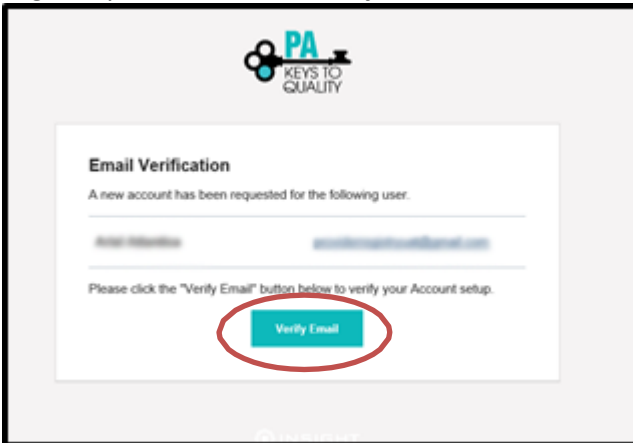 PA
KEYS TO
QUALITY
Email Verification
A new account has been requested for the following user.
Please click the "Verify Email" button below to verify your Account setup.
Verify Email
INSIGHT